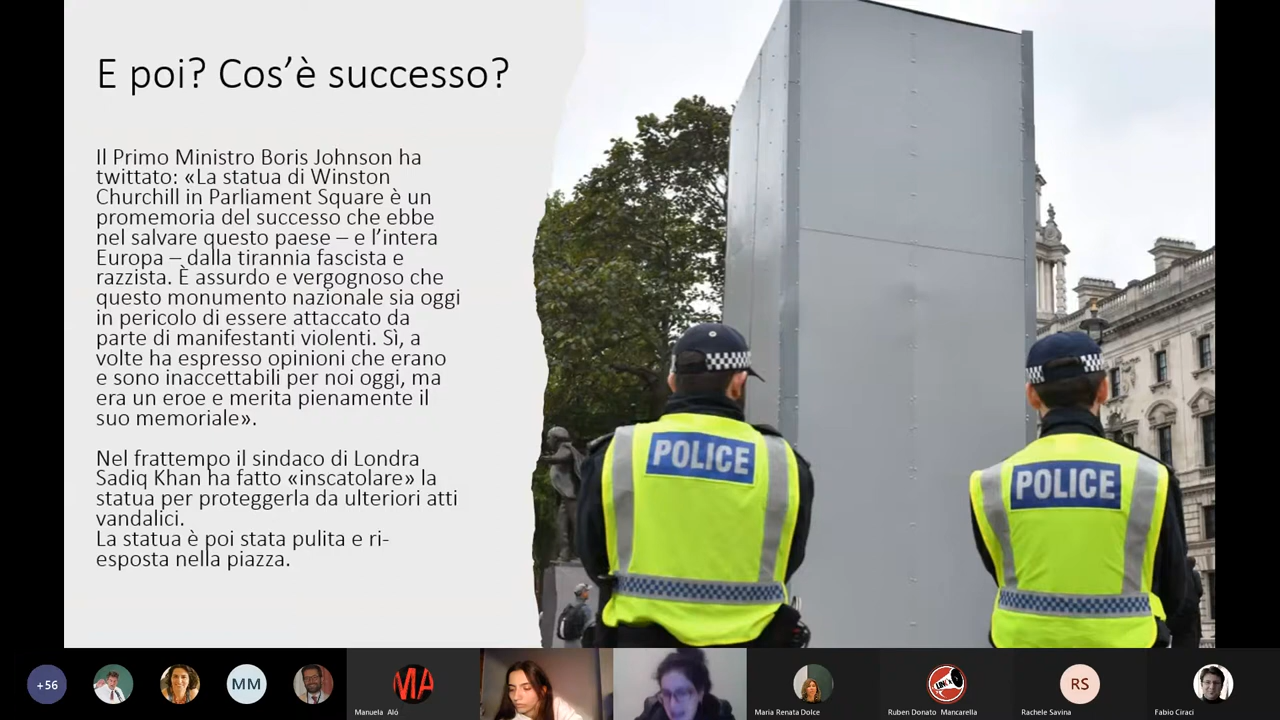 E poi? Cos'è successo?
Il Primo Ministro Boris Johnson ha
twittato: «La statua di Winston
Churchill in Parliament Square è un
promemoria del successo che ebbe
nel salvare questo paese – e l'intera
Europa – dalla tirannia fascista e
razzista. È assurdo e vergognoso che
questo monumento nazionale sia oggi
in pericolo di essere attaccato da
parte di manifestanti violenti. Sì, a
volte ha espresso opinioni che erano
e sono inaccettabili per noi oggi, ma
era un eroe e merita pienamente il
suo memoriale».
Nel frattempo il sindaco di Londra
Sadiq Khan ha fatto «inscatolare» la
statua per proteggerla da ulteriori atti
vandalici.
La statua è poi stata pulita e ri-
esposta nella piazza.
POLICE
POLICE
+56
MM
MA
RS
Manuela Aló
Maria Renata Dolce
Ruben Donato Mancarella
Rachele Savina
Fabio Ciraci